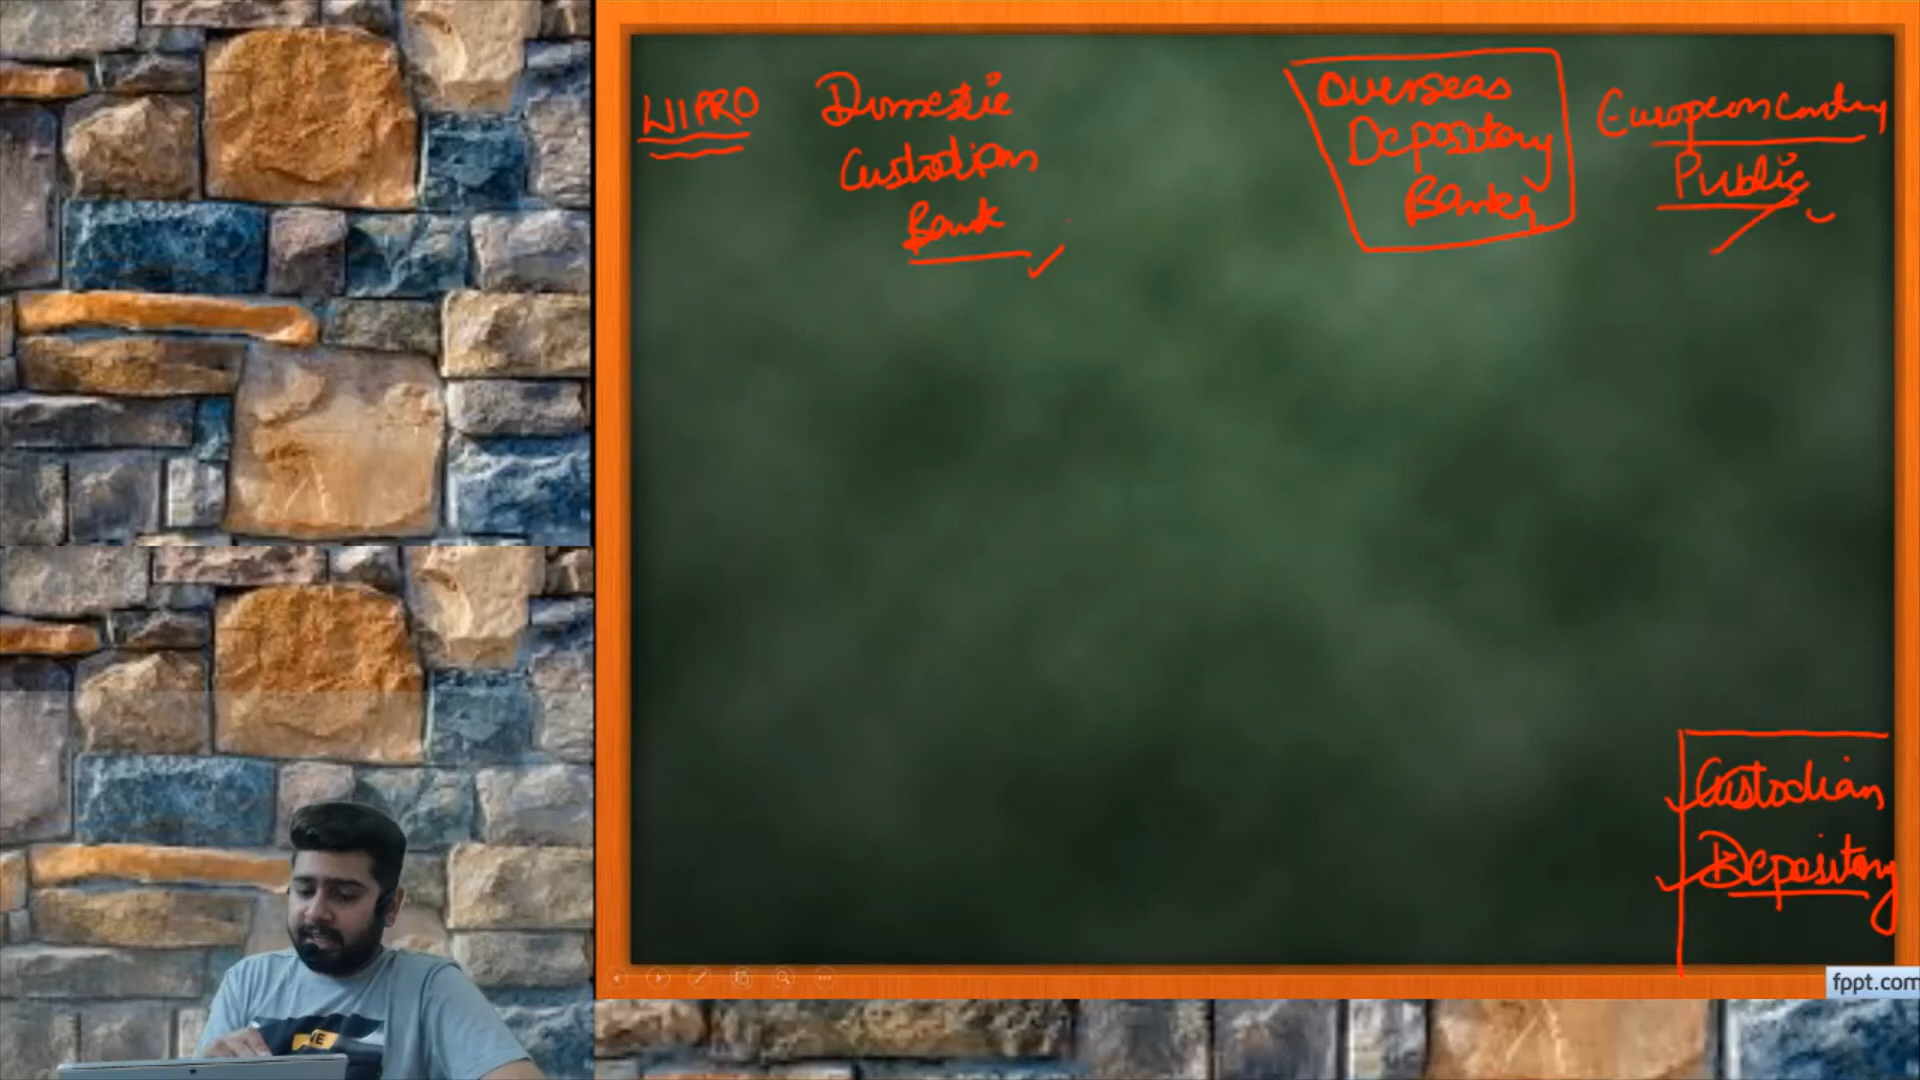 WIPRO
Domestic
Custodian
Bank
Overseas
Depository
Banks
European Country
Public
Custodian
Depository
fppt.com